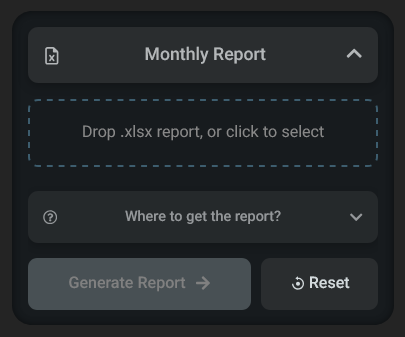 Monthly Report
Drop .xlsx report, or click to select
Where to get the report?
Generate Report
Reset